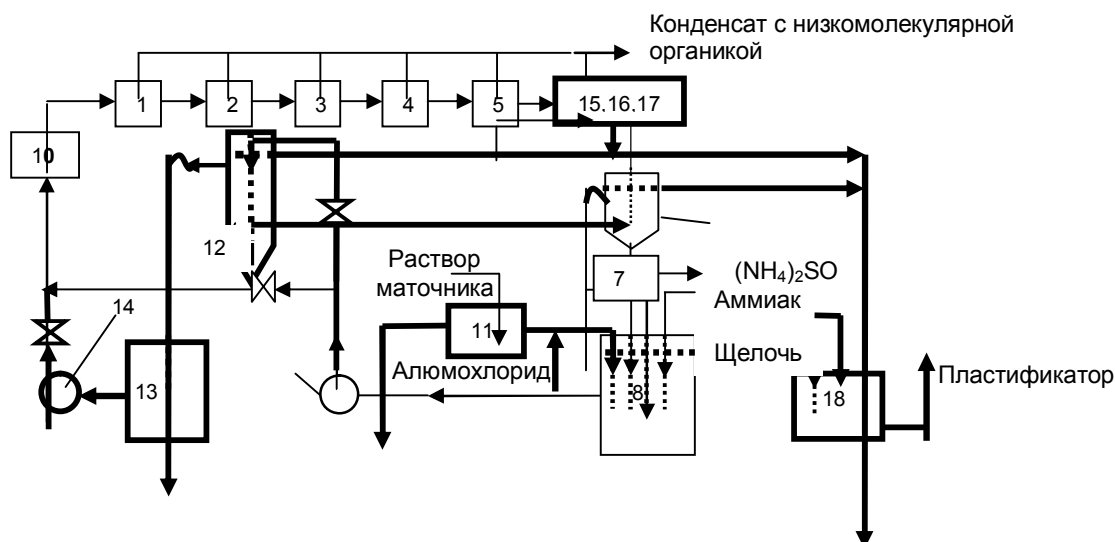 Конденсат с низкомолекулярной
органикой
1
2
3
4
5
15,16,17
10
12
Раствор
маточника
7
(NH4)2SO
Аммиак
14
11
Алюмохлорид
Щелочь
13
8
18
Пластификатор